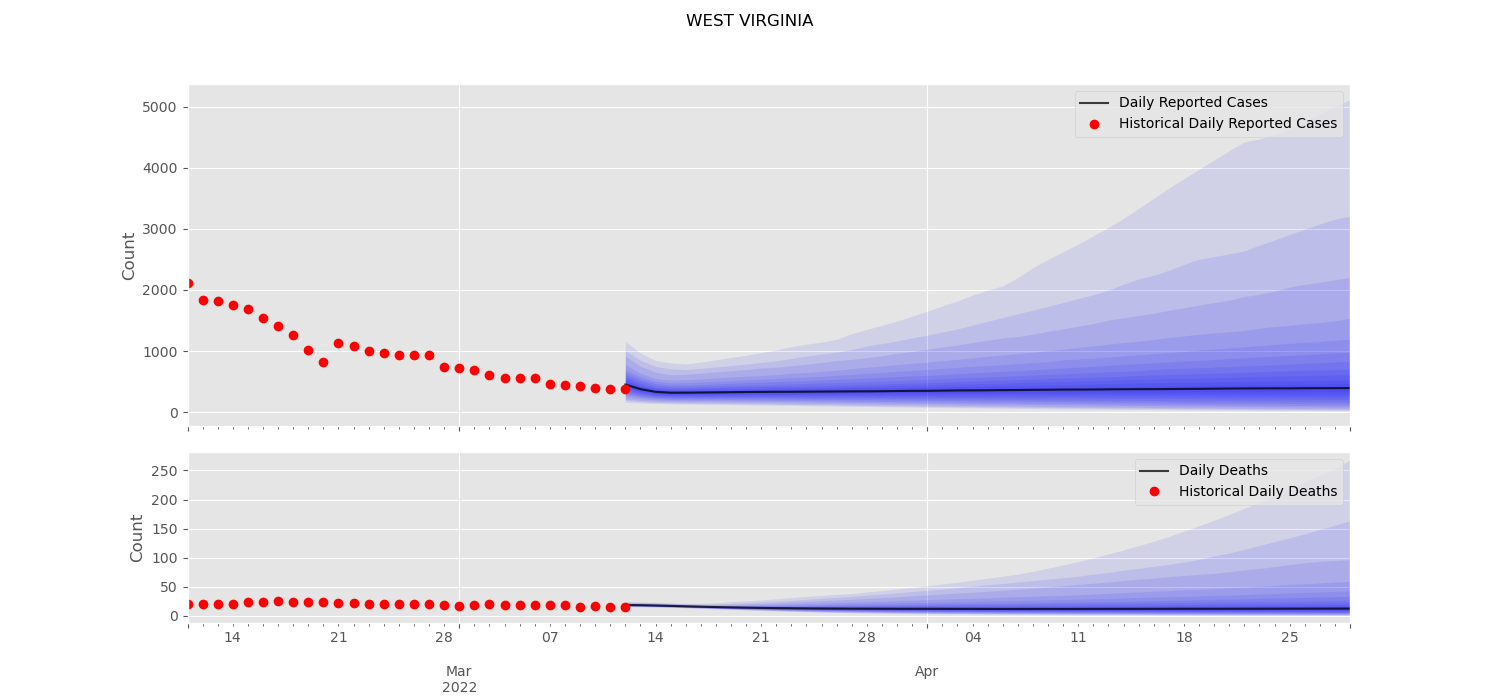 WEST VIRGINIA
Daily Reported Cases
Historical Daily Reported Cases
5000
4000
3000
2000
1000
0
Count
Daily Deaths
Historical Daily Deaths
250
200
150
100
50
0
Count
14 21 28 07 14 21 28 04 11 18 25
Mar Apr
2022